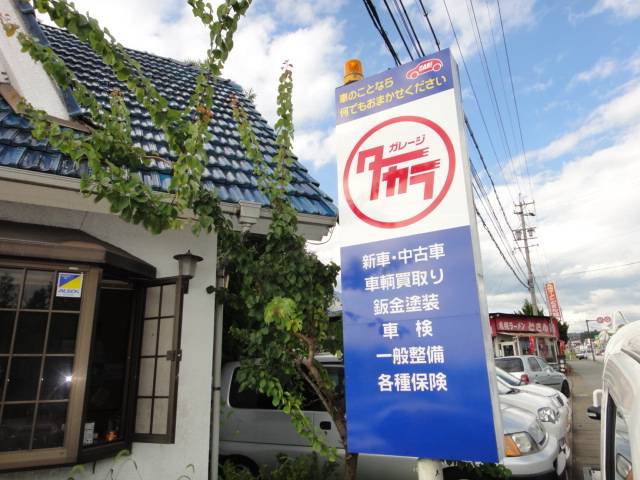 車のことなら
何でもおまかせください
CAR!
ガレージ
タカラ
新車・中古車
車輌買取り
鈑金塗装
車検
一般整備
各種保険
ALSOK